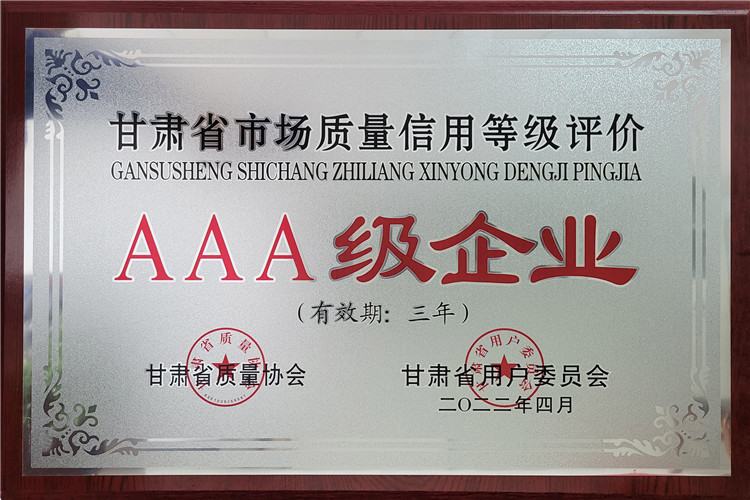 甘肃省市场质量信用等级评价
GANSUSHENG SHICHANG ZHILIANG XINYONG DENGJI PINGJIA
AAA级企业
（有效期：三年）
甘肃省质量协会
甘肃省用户委员会
二〇二二年四月